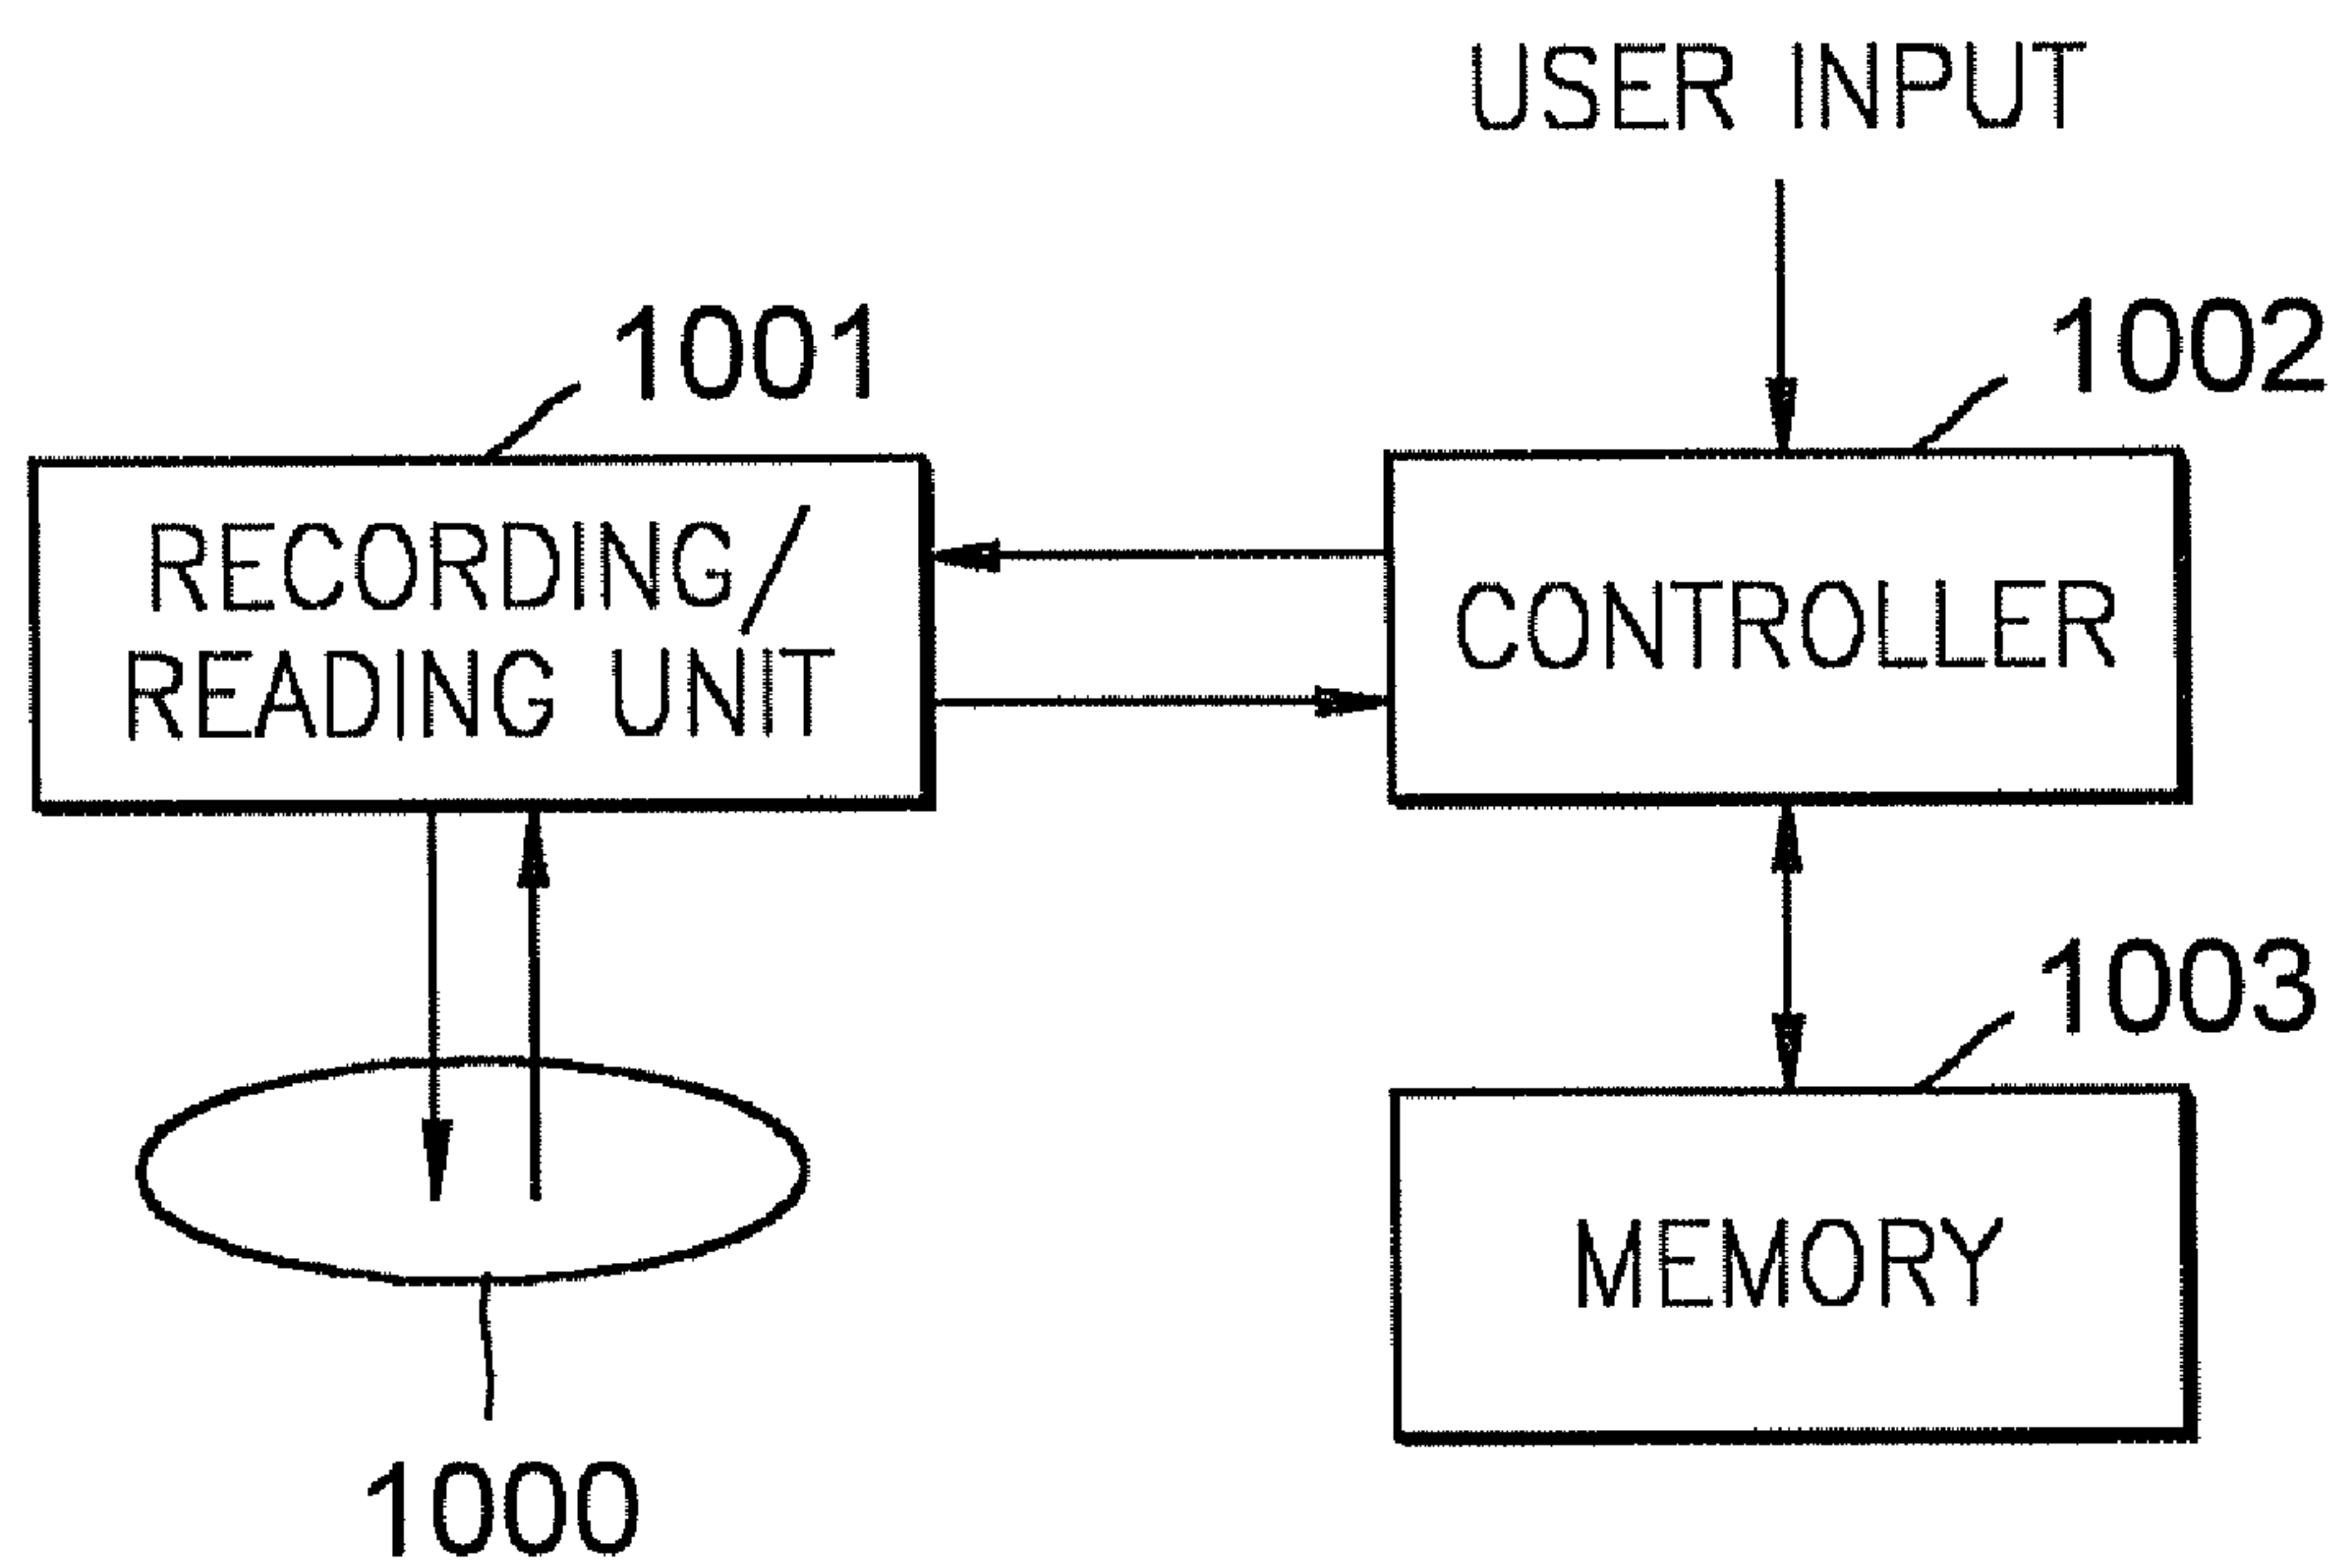 USER INPUT
1001
1002
RECORDING/
READING UNIT
CONTROLLER
1003
MEMORY
1000